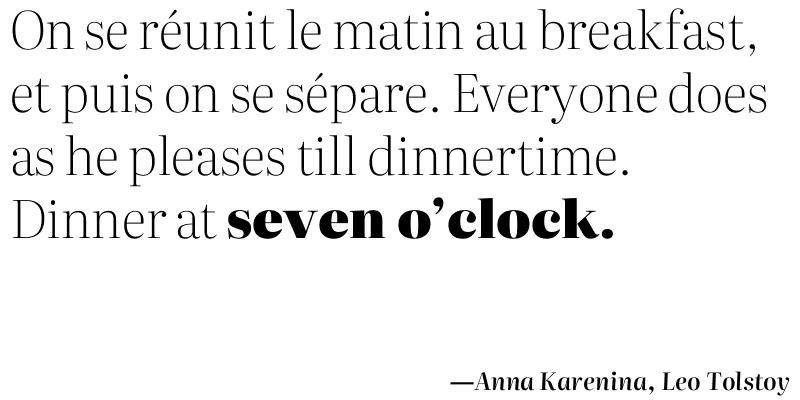 On se réunit le matin au breakfast,
et puis on se sépare. Everyone does
as he pleases till dinnertime.
Dinner at seven o’clock.
—Anna Karenina, Leo Tolstoy